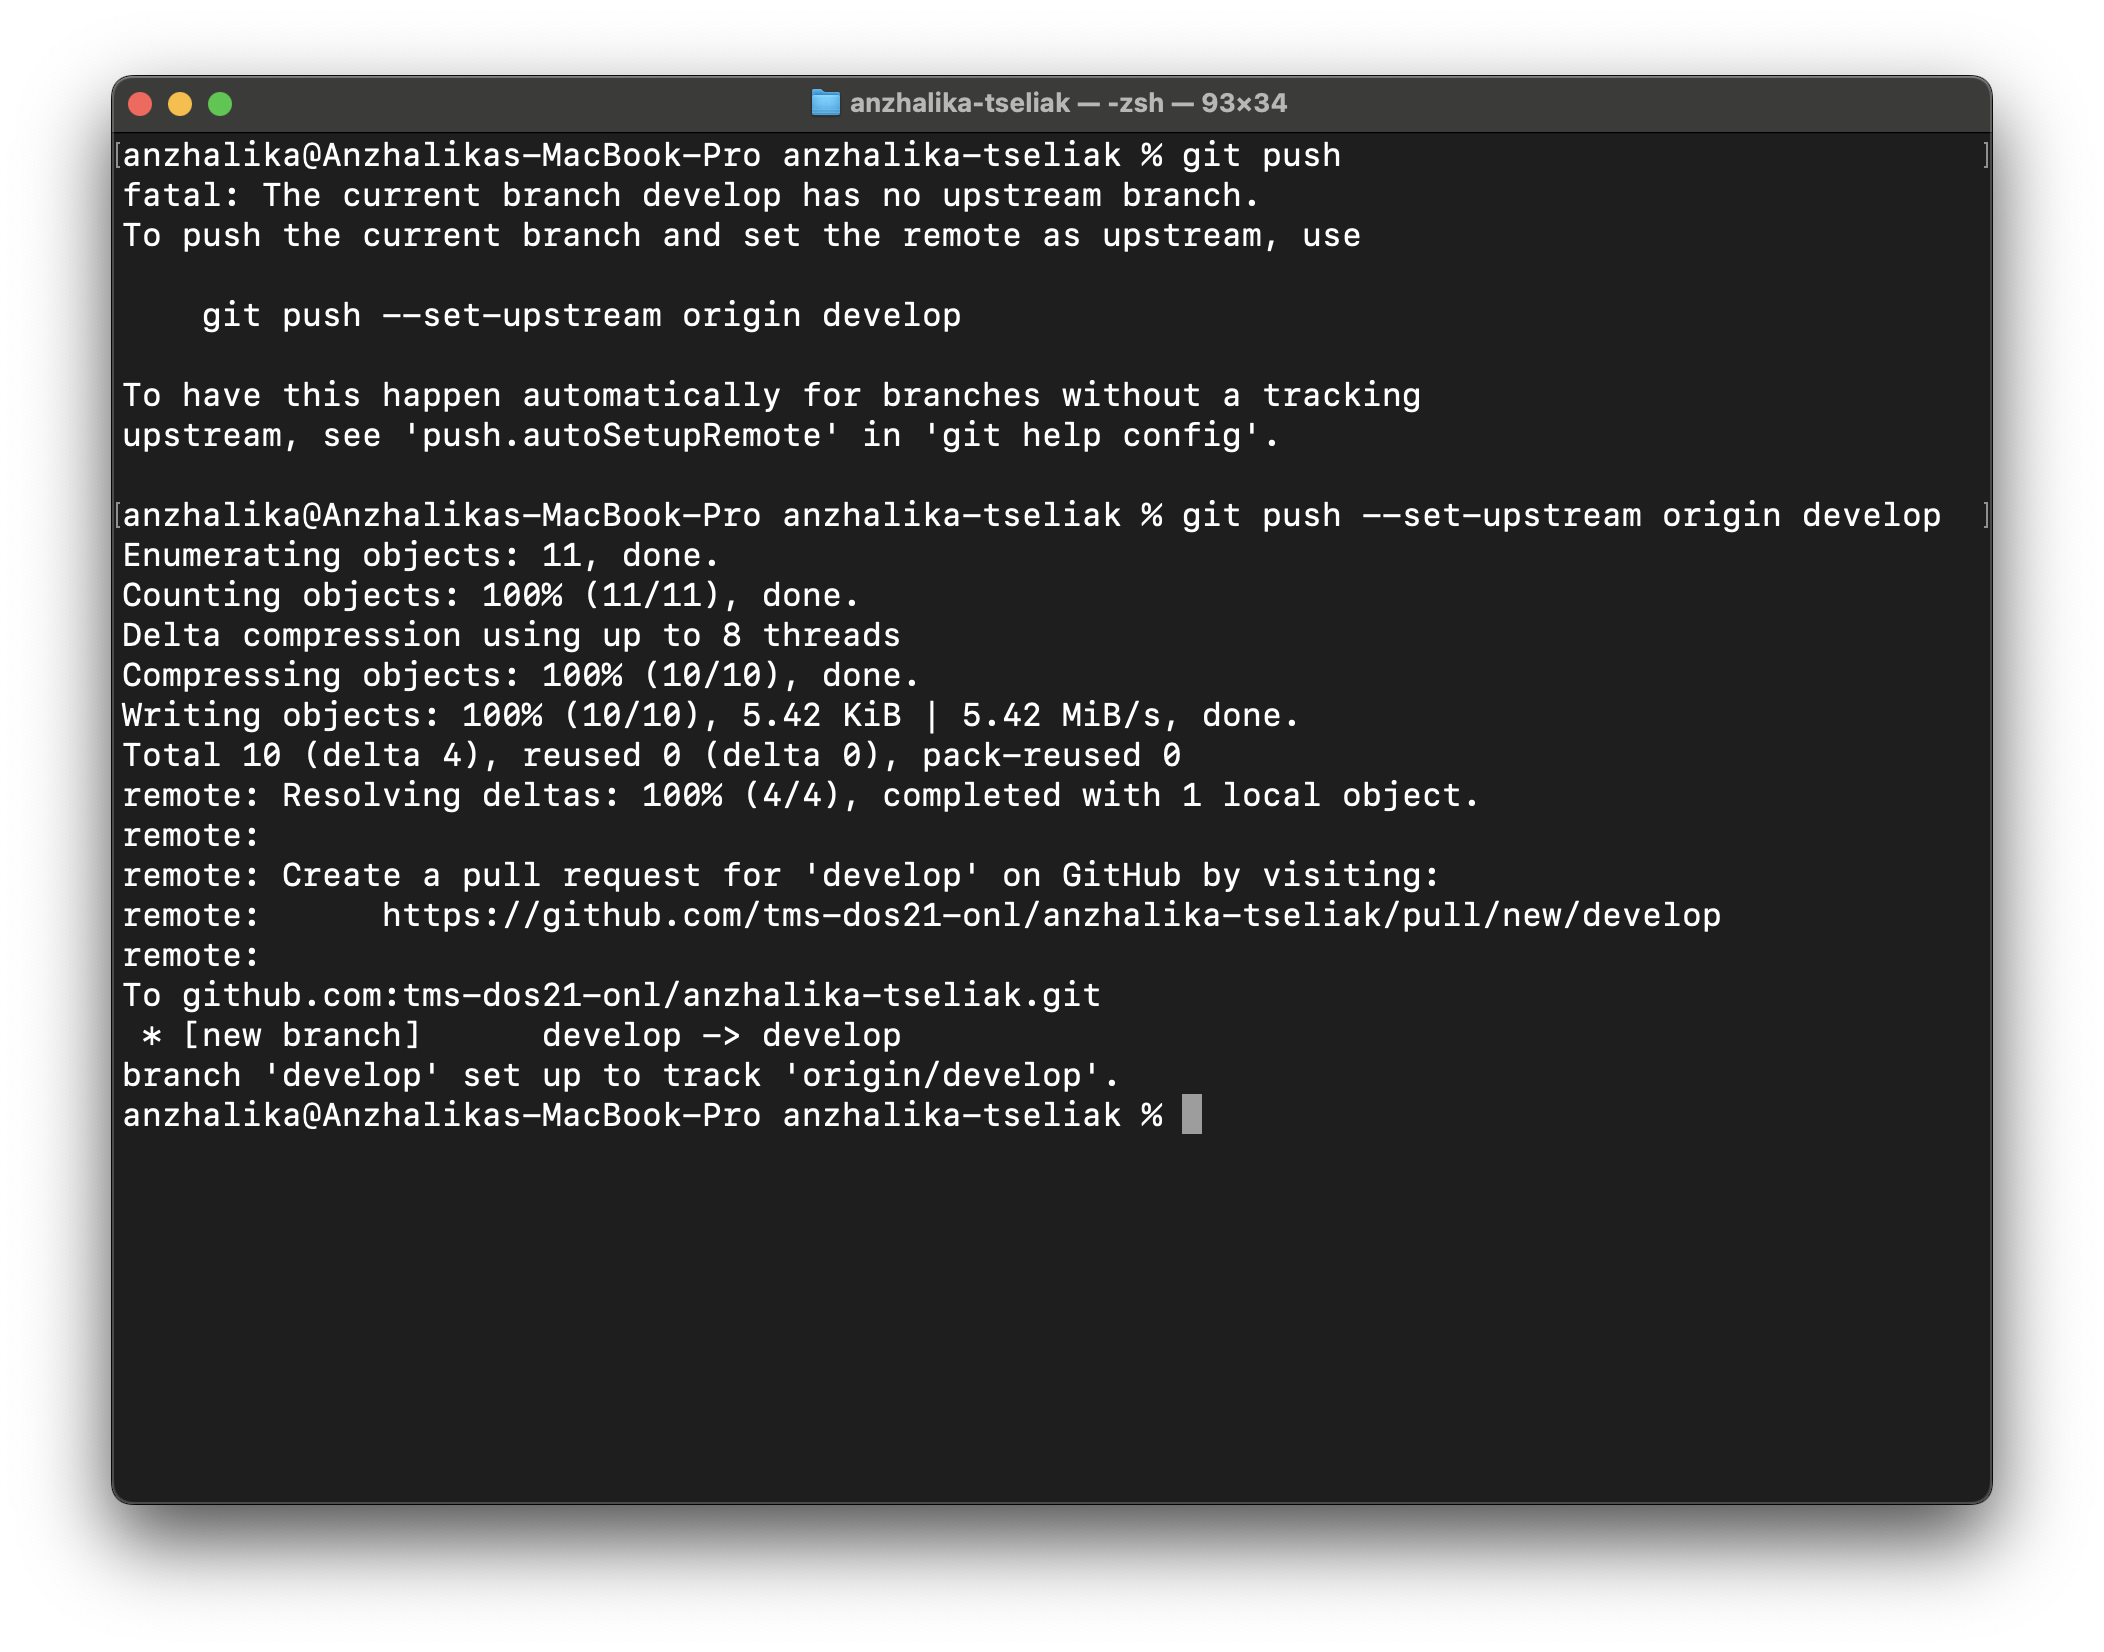 anzhalika-tseliak — -zsh — 93×34
[anzhalika@Anzhalikas-MacBook-Pro anzhalika-tseliak % git push ]
fatal: The current branch develop has no upstream branch.
To push the current branch and set the remote as upstream, use
    git push --set-upstream origin develop
To have this happen automatically for branches without a tracking
upstream, see 'push.autoSetupRemote' in 'git help config'.
[anzhalika@Anzhalikas-MacBook-Pro anzhalika-tseliak % git push --set-upstream origin develop ]
Enumerating objects: 11, done.
Counting objects: 100% (11/11), done.
Delta compression using up to 8 threads
Compressing objects: 100% (10/10), done.
Writing objects: 100% (10/10), 5.42 KiB | 5.42 MiB/s, done.
Total 10 (delta 4), reused 0 (delta 0), pack-reused 0
remote: Resolving deltas: 100% (4/4), completed with 1 local object.
remote:
remote: Create a pull request for 'develop' on GitHub by visiting:
remote:      https://github.com/tms-dos21-onl/anzhalika-tseliak/pull/new/develop
remote:
To github.com:tms-dos21-onl/anzhalika-tseliak.git
 * [new branch]      develop -> develop
branch 'develop' set up to track 'origin/develop'.
anzhalika@Anzhalikas-MacBook-Pro anzhalika-tseliak %